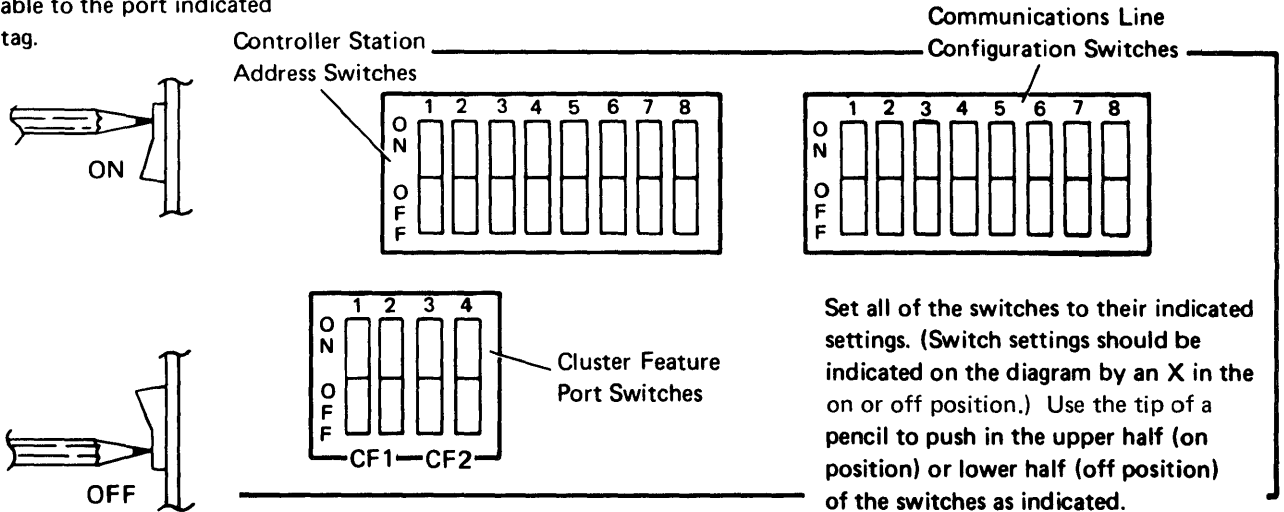 able to the port indicated
tag.
Controller Station
Address Switches
Communications Line
Configuration Switches
ON
1 2 3 4 5 6 7 8
ON
OFF
1 2 3 4 5 6 7 8
ON
OFF
1 2 3 4
ON
OFF
CF1 CF2
Cluster Feature
Port Switches
OFF
Set all of the switches to their indicated
settings. (Switch settings should be
indicated on the diagram by an X in the
on or off position.) Use the tip of a
pencil to push in the upper half (on
position) or lower half (off position)
of the switches as indicated.